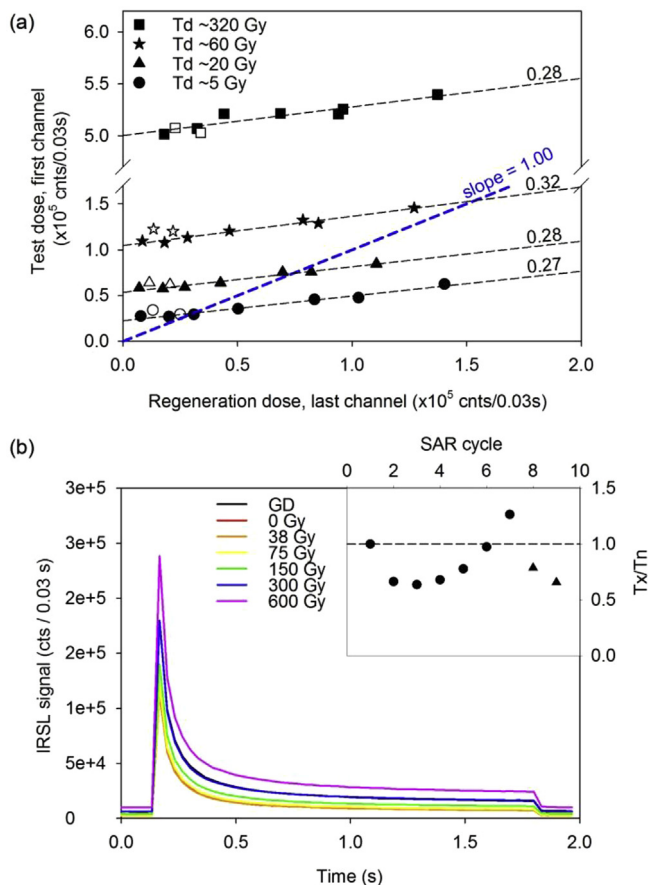 (a)
Td ~320 Gy
Td ~60 Gy
Td ~20 Gy
Td ~5 Gy
6.0
5.5
5.0
1.5
1.0
0.5
0.0
Test dose, first channel
(x10⁵ cnts/0.03s)
0.28
slope = 1.00
0.32
0.28
0.27
0.0 0.5 1.0 1.5 2.0
Regeneration dose, last channel (x10⁵ cnts/0.03s)
(b)
SAR cycle
0 2 4 6 8 10
1.5
1.0
0.5
0.0
Tx/Tn
GD
0 Gy
38 Gy
75 Gy
150 Gy
300 Gy
600 Gy
3e+5
3e+5
2e+5
2e+5
1e+5
5e+4
0
IRSL signal (cts / 0.03 s)
0.0 0.5 1.0 1.5 2.0
Time (s)